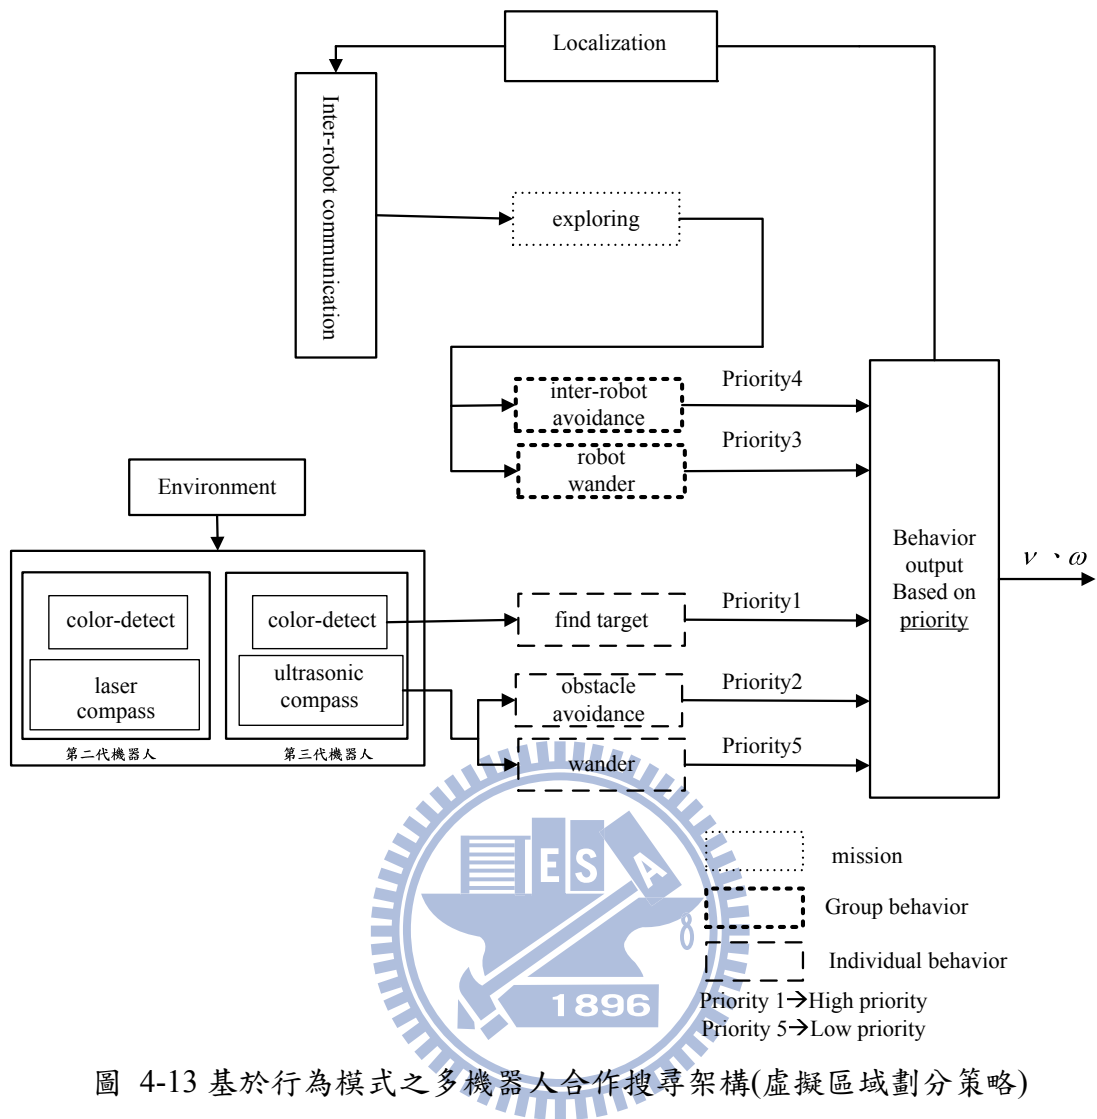 Localization
Inter-robot communication
exploring
inter-robot
avoidance
Priority4
robot
wander
Priority3
Environment
color-detect
laser
compass
第二代機器人
color-detect
ultrasonic
compass
第三代機器人
find target
Priority1
obstacle
avoidance
Priority2
wander
Priority5
Behavior
output
Based on
priority
ν、ω
mission
Group behavior
Individual behavior
Priority 1→High priority
Priority 5→Low priority
E S A
1896
圖 4-13 基於行為模式之多機器人合作搜尋架構(虛擬區域劃分策略)